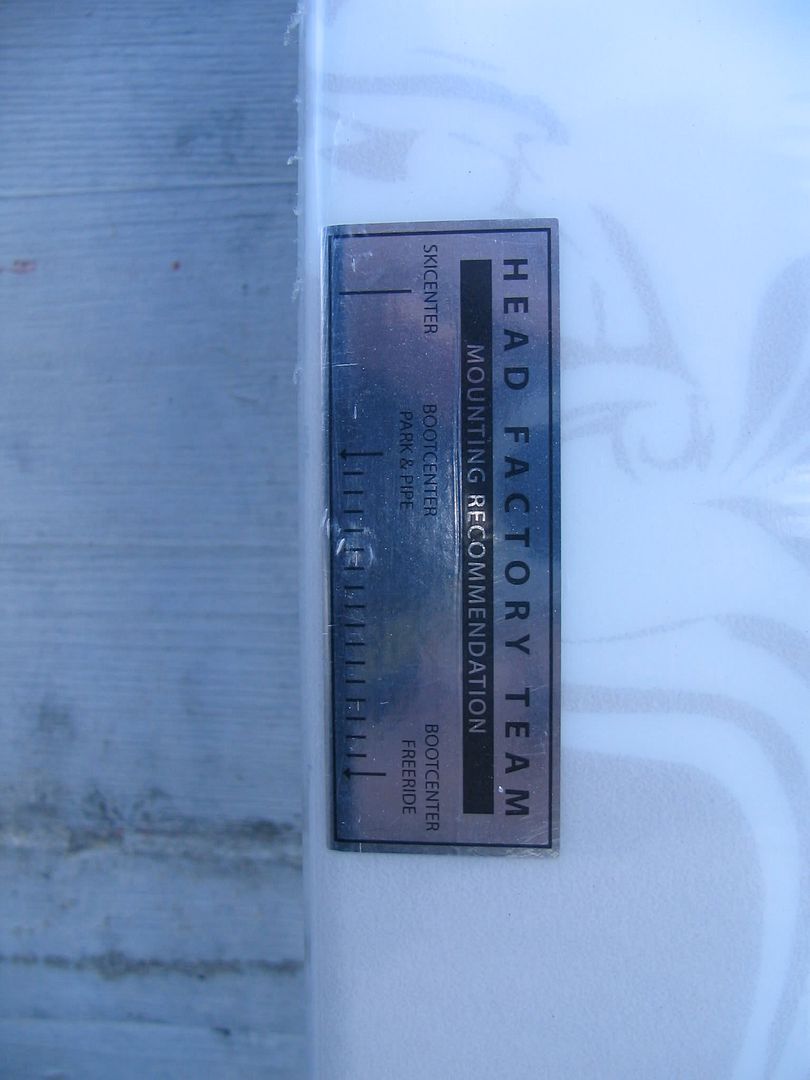 HEAD FACTORY TEAM
MOUNTING RECOMMENDATION
SKICENTER
BOOTCENTER
PARK & PIPE
BOOTCENTER
FREERIDE